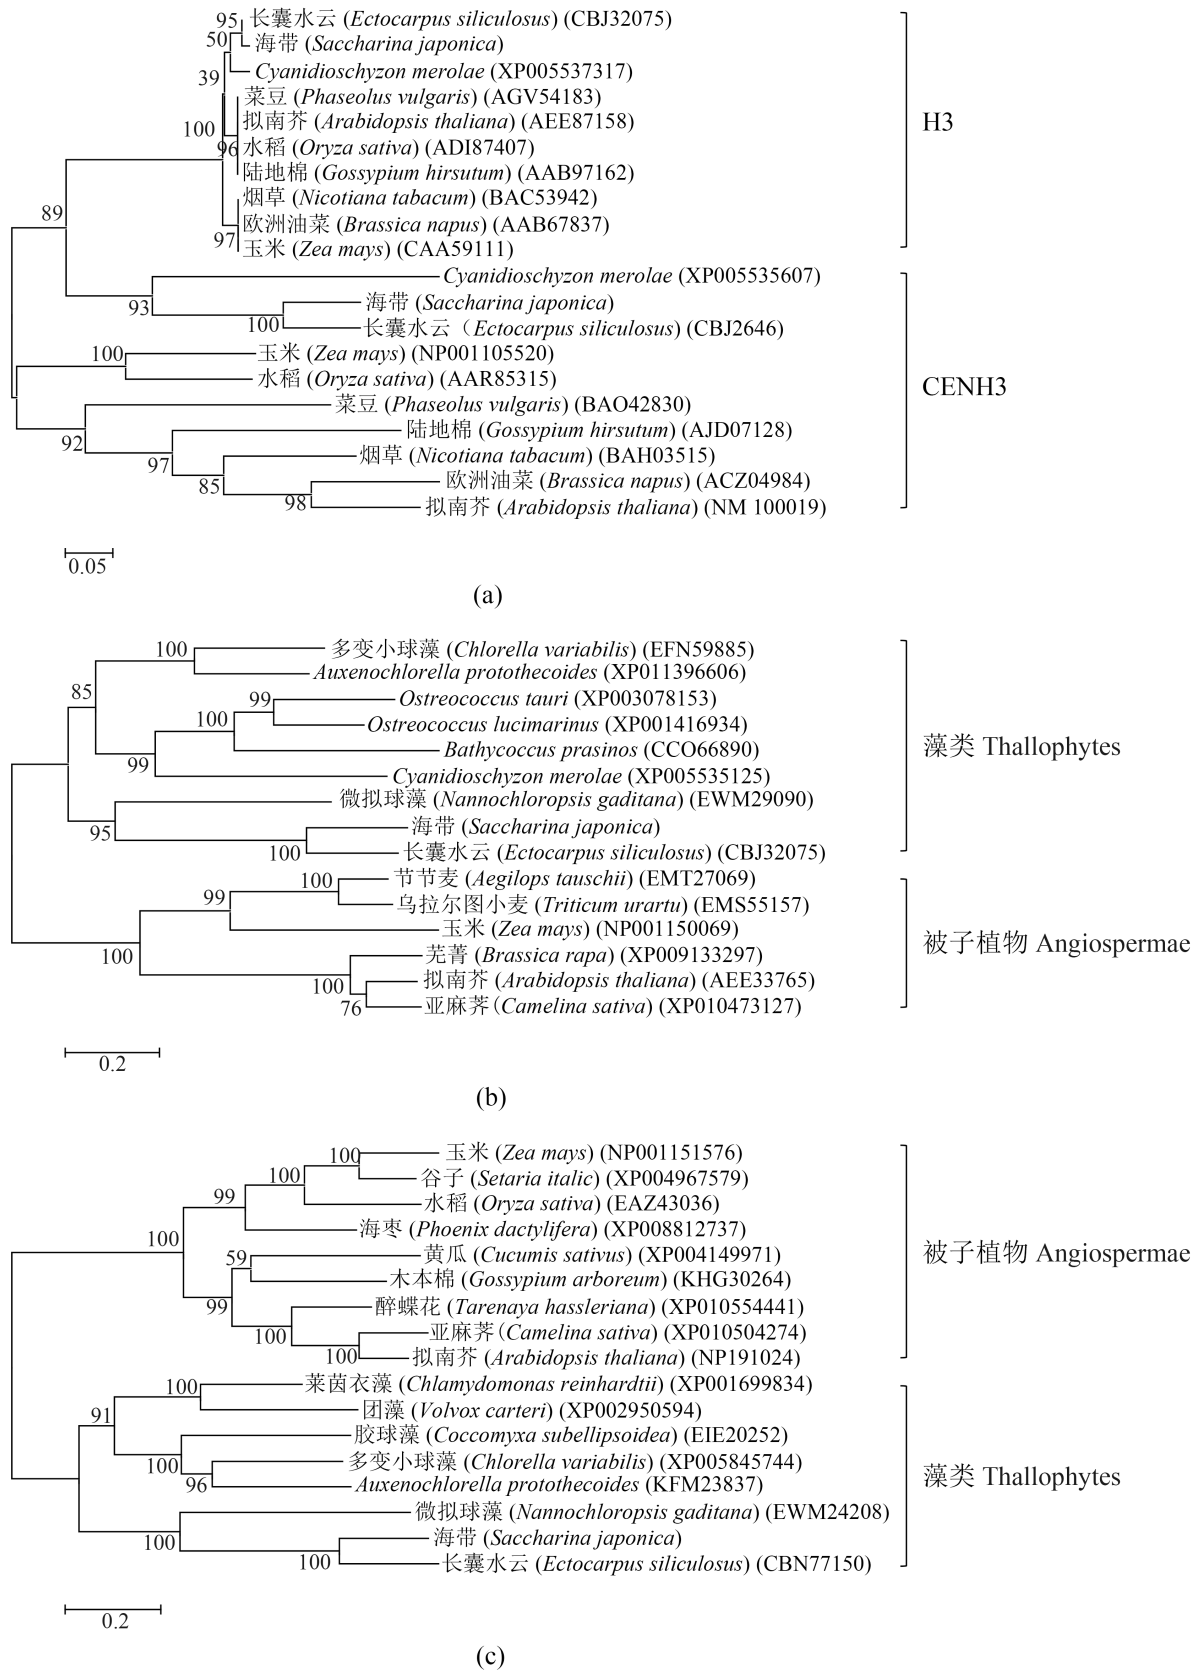 95 长囊水云 (Ectocarpus siliculosus) (CBJ32075)
50 海带 (Saccharina japonica)
39 Cyanidioschyzon merolae (XP005537317)
菜豆 (Phaseolus vulgaris) (AGV54183)
100 拟南芥 (Arabidopsis thaliana) (AEE87158)
H3
96 水稻 (Oryza sativa) (ADI87407)
陆地棉 (Gossypium hirsutum) (AAB97162)
烟草 (Nicotiana tabacum) (BAC53942)
89
欧洲油菜 (Brassica napus) (AAB67837)
97 玉米 (Zea mays) (CAA59111)
Cyanidioschyzon merolae (XP005535607)
93 海带 (Saccharina japonica)
100 长囊水云（Ectocarpus siliculosus) (CBJ2646)
100 玉米 (Zea mays) (NP001105520)
水稻 (Oryza sativa) (AAR85315)
CENH3
菜豆 (Phaseolus vulgaris) (BAO42830)
92 陆地棉 (Gossypium hirsutum) (AJD07128)
97 烟草 (Nicotiana tabacum) (BAH03515)
85 欧洲油菜 (Brassica napus) (ACZ04984)
98 拟南芥 (Arabidopsis thaliana) (NM 100019)
0.05
(a)
100 多变小球藻 (Chlorella variabilis) (EFN59885)
Auxenochlorella protothecoides (XP011396606)
85 99 Ostreococcus tauri (XP003078153)
100 Ostreococcus lucimarinus (XP001416934)
Bathycoccus prasinos (CCO66890)
藻类 Thallophytes
99 Cyanidioschyzon merolae (XP005535125)
微拟球藻 (Nannochloropsis gaditana) (EWM29090)
95 海带 (Saccharina japonica)
100 长囊水云 (Ectocarpus siliculosus) (CBJ32075)
100 节节麦 (Aegilops tauschii) (EMT27069)
99 乌拉尔图小麦 (Triticum urartu) (EMS55157)
玉米 (Zea mays) (NP001150069)
被子植物 Angiospermae
100 芜菁 (Brassica rapa) (XP009133297)
100 拟南芥 (Arabidopsis thaliana) (AEE33765)
76 亚麻荠（Camelina sativa) (XP010473127)
0.2
(b)
100 玉米 (Zea mays) (NP001151576)
100 谷子 (Setaria italic) (XP004967579)
99 水稻 (Oryza sativa) (EAZ43036)
海枣 (Phoenix dactylifera) (XP008812737)
100
被子植物 Angiospermae
59 黄瓜 (Cucumis sativus) (XP004149971)
木本棉 (Gossypium arboreum) (KHG30264)
99 醉蝶花 (Tarenaya hassleriana) (XP010554441)
100 亚麻荠（Camelina sativa) (XP010504274)
100 拟南芥 (Arabidopsis thaliana) (NP191024)
100 莱茵衣藻 (Chlamydomonas reinhardtii) (XP001699834)
91 团藻 (Volvox carteri) (XP002950594)
胶球藻 (Coccomyxa subellipsoidea) (EIE20252)
100 多变小球藻 (Chlorella variabilis) (XP005845744)
藻类 Thallophytes
96 Auxenochlorella protothecoides (KFM23837)
微拟球藻 (Nannochloropsis gaditana) (EWM24208)
100 海带 (Saccharina japonica)
100 长囊水云 (Ectocarpus siliculosus) (CBN77150)
0.2
(c)